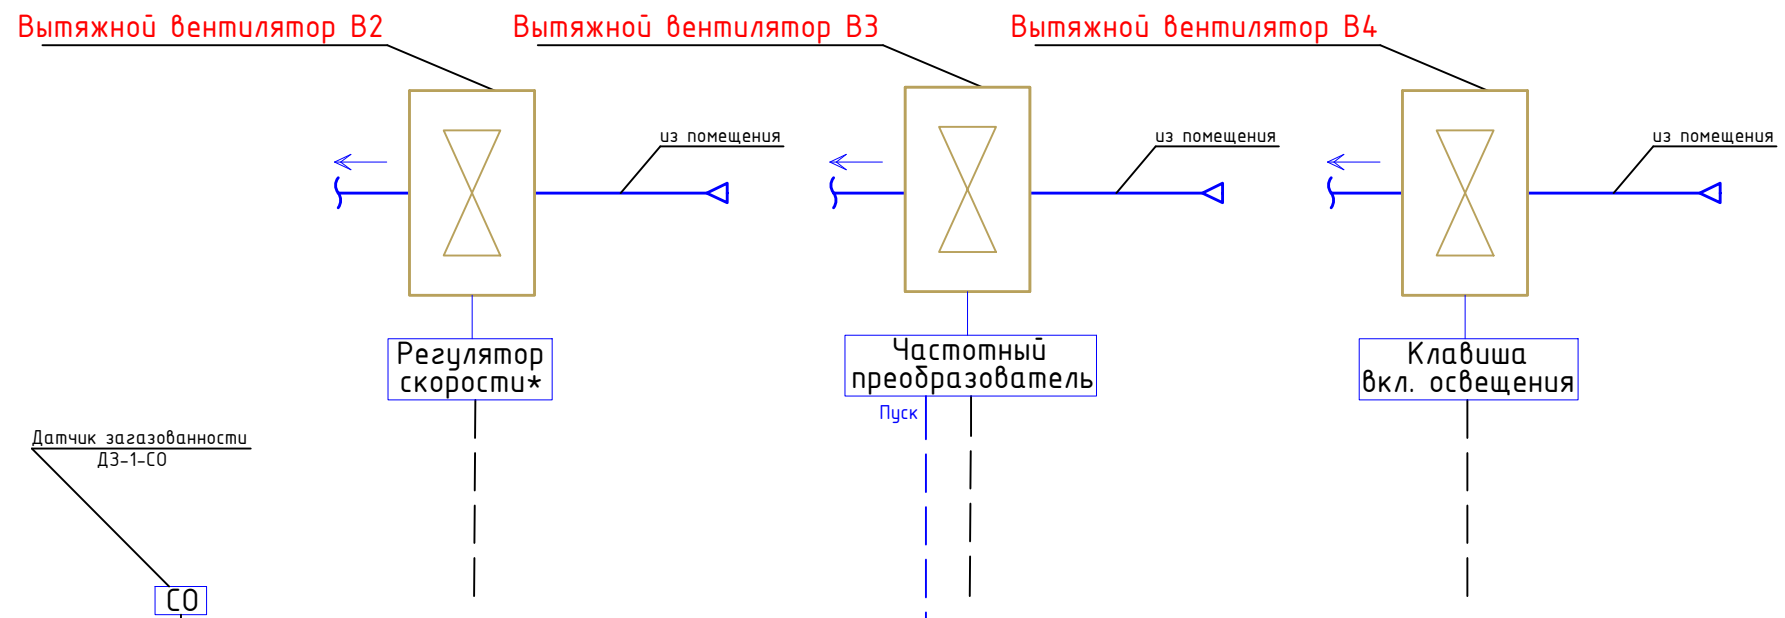 Вытяжной вентилятор В2
Вытяжной вентилятор В3
Вытяжной вентилятор В4
из помещения
из помещения
из помещения
Регулятор
скорости*
Частотный
преобразователь
Клавиша
вкл. освещения
Пуск
Датчик загазованности
ДЗ-1-СО
СО